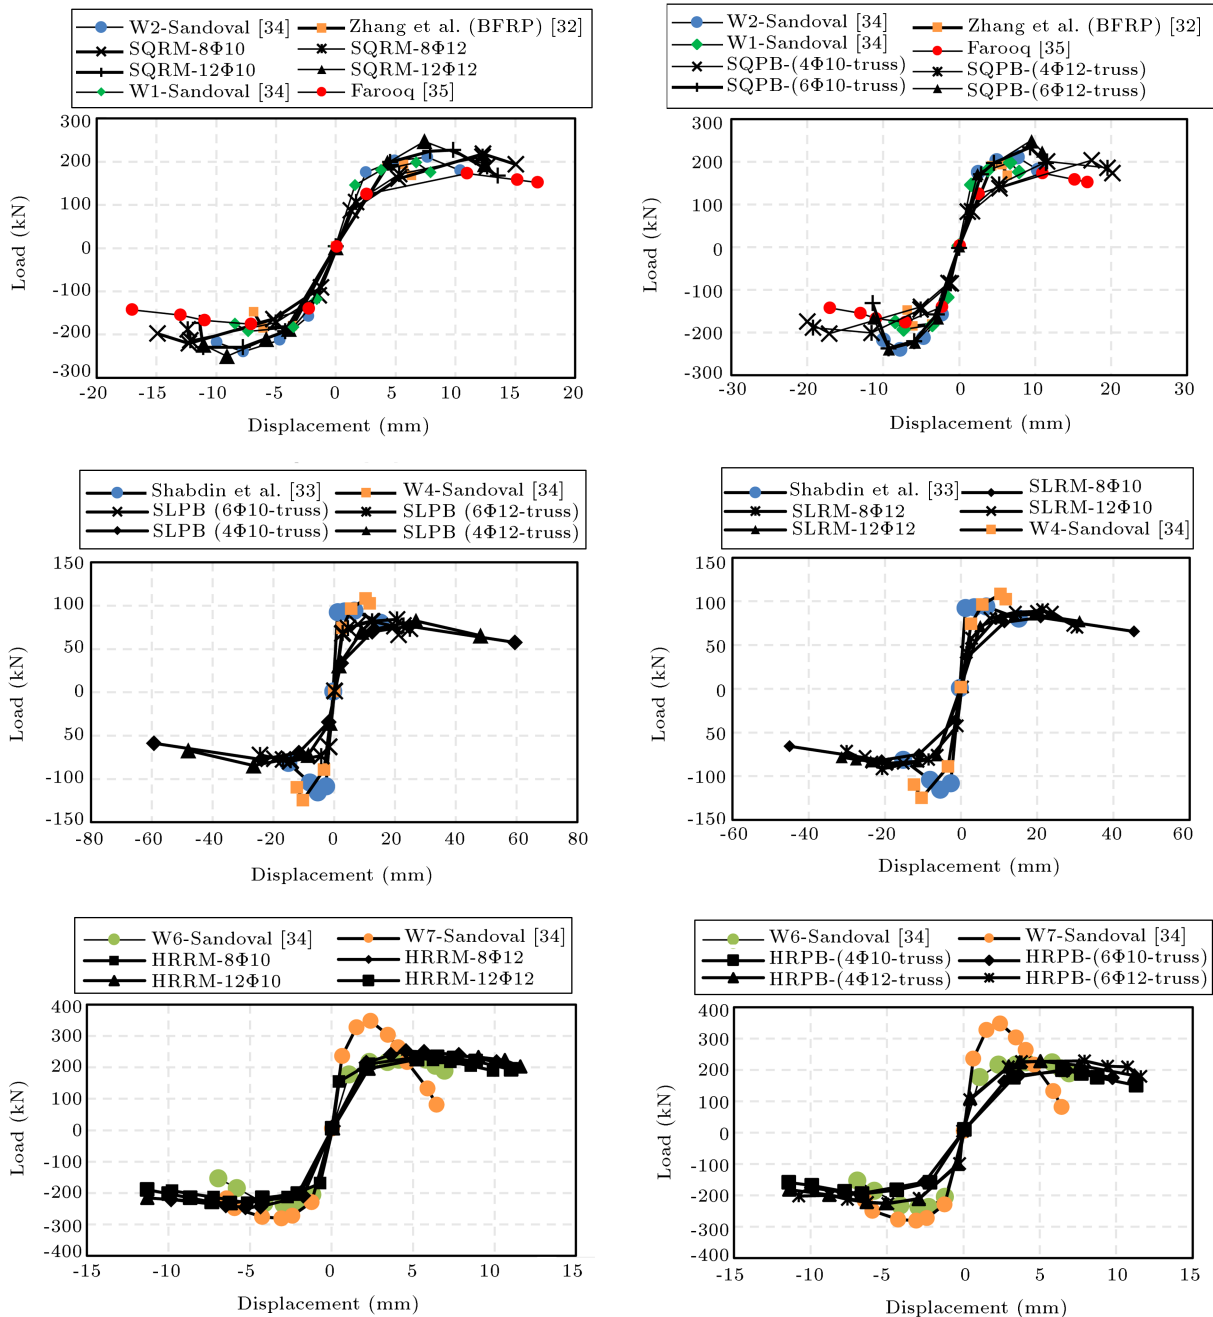 W2-Sandoval [34] Zhang et al. (BFRP) [32]
SQRM-8Φ10 SQRM-8Φ12
SQRM-12Φ10 SQRM-12Φ12
W1-Sandoval [34] Farooq [35]
300
200
100
0
-100
-200
-300
-20 -15 -10 -5 0 5 10 15 20
Load (kN)
Displacement (mm)
W2-Sandoval [34] Zhang et al. (BFRP) [32]
W1-Sandoval [34] Farooq [35]
SQPB-(4Φ10-truss) SQPB-(4Φ12-truss)
SQPB-(6Φ10-truss) SQPB-(6Φ12-truss)
300
200
100
0
-100
-200
-300
-30 -20 -10 0 10 20 30
Load (kN)
Displacement (mm)
Shabdin et al. [33] W4-Sandoval [34]
SLPB (6Φ10-truss) SLPB (6Φ12-truss)
SLPB (4Φ10-truss) SLPB (4Φ12-truss)
150
100
50
0
50
-100
-150
-80 -60 -40 -20 0 20 40 60 80
Load (kN)
Displacement (mm)
Shabdin et al. [33] SLRM-8Φ10
SLRM-8Φ12 SLRM-12Φ10
SLRM-12Φ12 W4-Sandoval [34]
150
100
50
0
50
-100
-150
-60 -40 -20 0 20 40 60
Load (kN)
Displacement (mm)
W6-Sandoval [34] W7-Sandoval [34]
HRRM-8Φ10 HRRM-8Φ12
HRRM-12Φ10 HRRM-12Φ12
400
300
200
100
0
-100
-200
-300
-400
-15 -10 -5 0 5 10 15
Load (kN)
Displacement (mm)
W6-Sandoval [34] W7-Sandoval [34]
HRPB-(4Φ10-truss) HRPB-(6Φ10-truss)
HRPB-(4Φ12-truss) HRPB-(6Φ12-truss)
400
300
200
100
0
-100
-200
-300
-400
-15 -10 -5 0 5 10 15
Load (kN)
Displacement (mm)